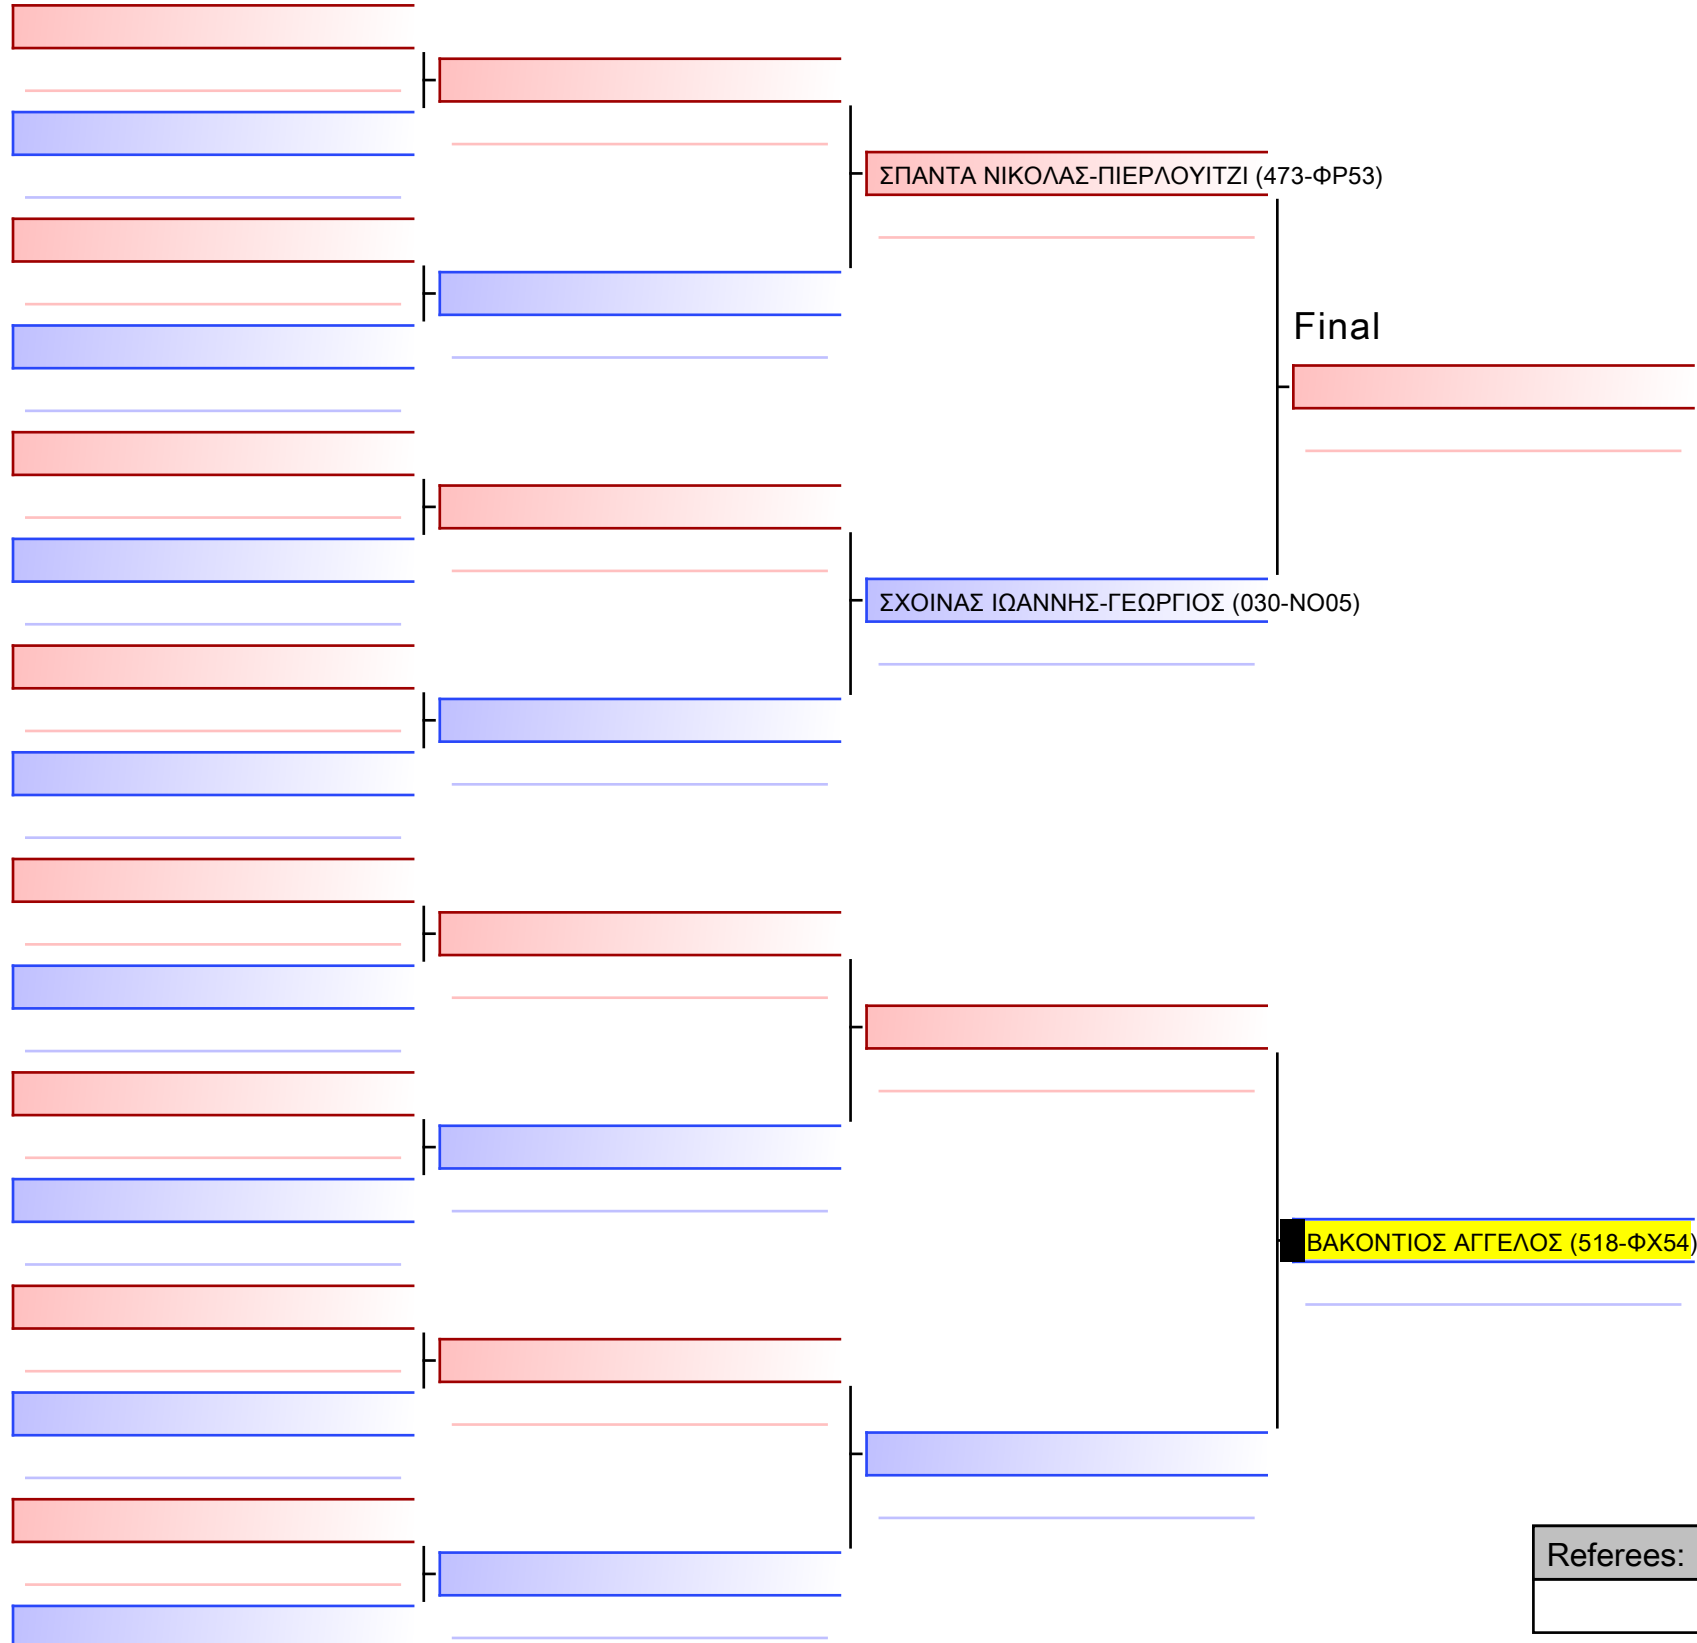 ΣΠΑΝΤΑ ΝΙΚΟΛΑΣ-ΠΙΕΡΛΟΥΙΤΖΙ (473-ΦΡ53)
Final
ΣΧΟΙΝΑΣ ΙΩΑΝΝΗΣ-ΓΕΩΡΓΙΟΣ (030-ΝΟ05)
ΒΑΚΟΝΤΙΟΣ ΑΓΓΕΛΟΣ (518-ΦΧ54)
Referees: